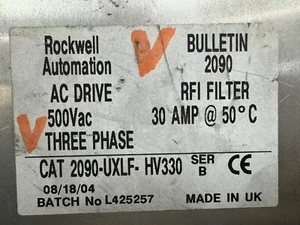 Rockwell Automation BULLETIN 2090
AC DRIVE RFI FILTER
500Vac 30 AMP @ 50°C
THREE PHASE
CAT 2090-UXLF- HV330 SER B CE
08/18/04
BATCH No L425257 MADE IN UK